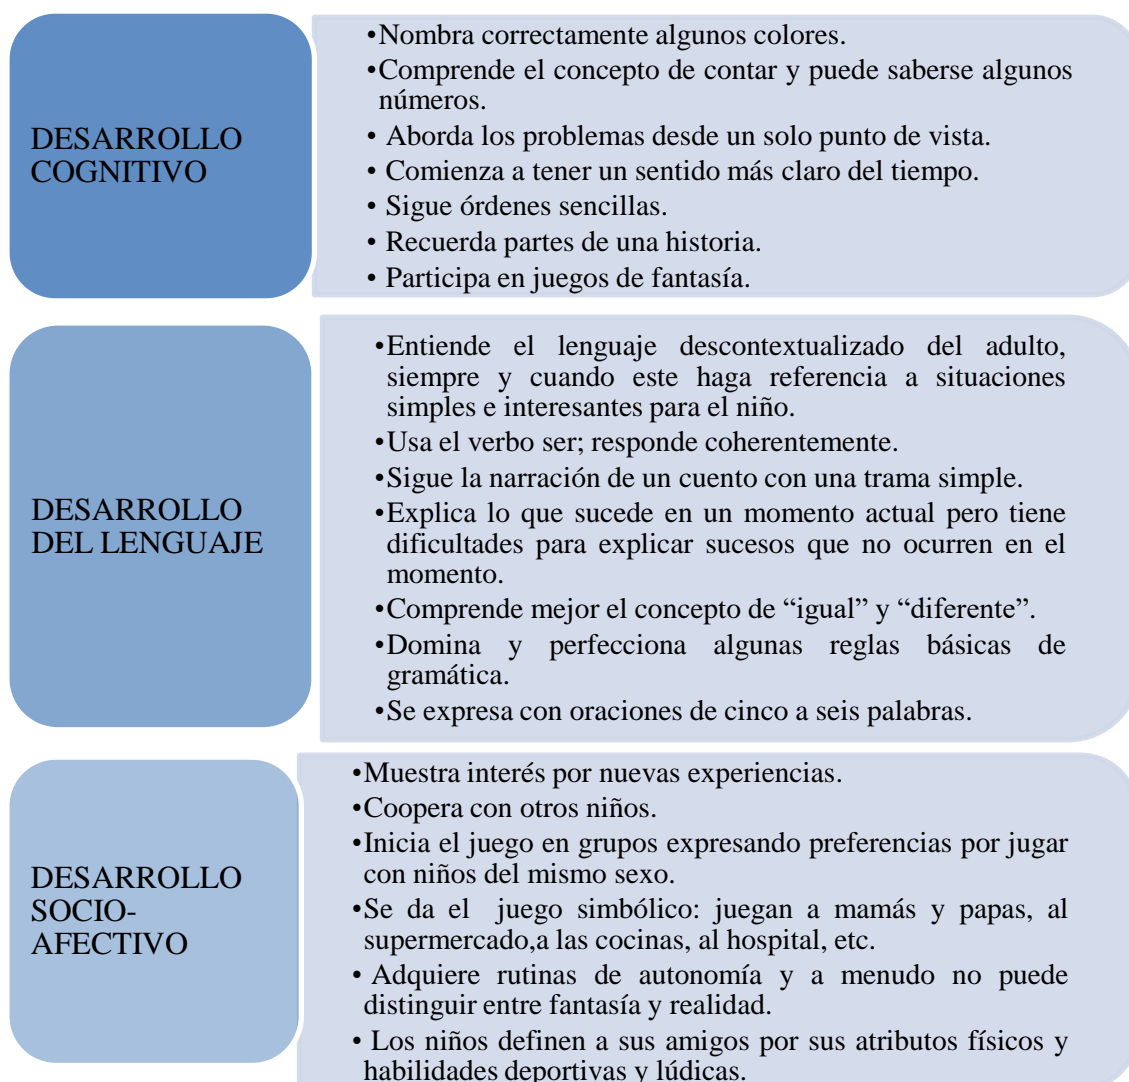 DESARROLLO
COGNITIVO
•Nombra correctamente algunos colores.
•Comprende el concepto de contar y puede saberse algunos
números.
• Aborda los problemas desde un solo punto de vista.
• Comienza a tener un sentido más claro del tiempo.
• Sigue órdenes sencillas.
• Recuerda partes de una historia.
• Participa en juegos de fantasía.
DESARROLLO
DEL LENGUAJE
•Entiende el lenguaje descontextualizado del adulto,
siempre y cuando este haga referencia a situaciones
simples e interesantes para el niño.
•Usa el verbo ser; responde coherentemente.
•Sigue la narración de un cuento con una trama simple.
•Explica lo que sucede en un momento actual pero tiene
dificultades para explicar sucesos que no ocurren en el
momento.
•Comprende mejor el concepto de “igual” y “diferente”.
•Domina y perfecciona algunas reglas básicas de
gramática.
•Se expresa con oraciones de cinco a seis palabras.
DESARROLLO
SOCIO-
AFECTIVO
•Muestra interés por nuevas experiencias.
•Coopera con otros niños.
•Inicia el juego en grupos expresando preferencias por jugar
con niños del mismo sexo.
•Se da el juego simbólico: juegan a mamás y papas, al
supermercado,a las cocinas, al hospital, etc.
• Adquiere rutinas de autonomía y a menudo no puede
distinguir entre fantasía y realidad.
• Los niños definen a sus amigos por sus atributos físicos y
habilidades deportivas y lúdicas.